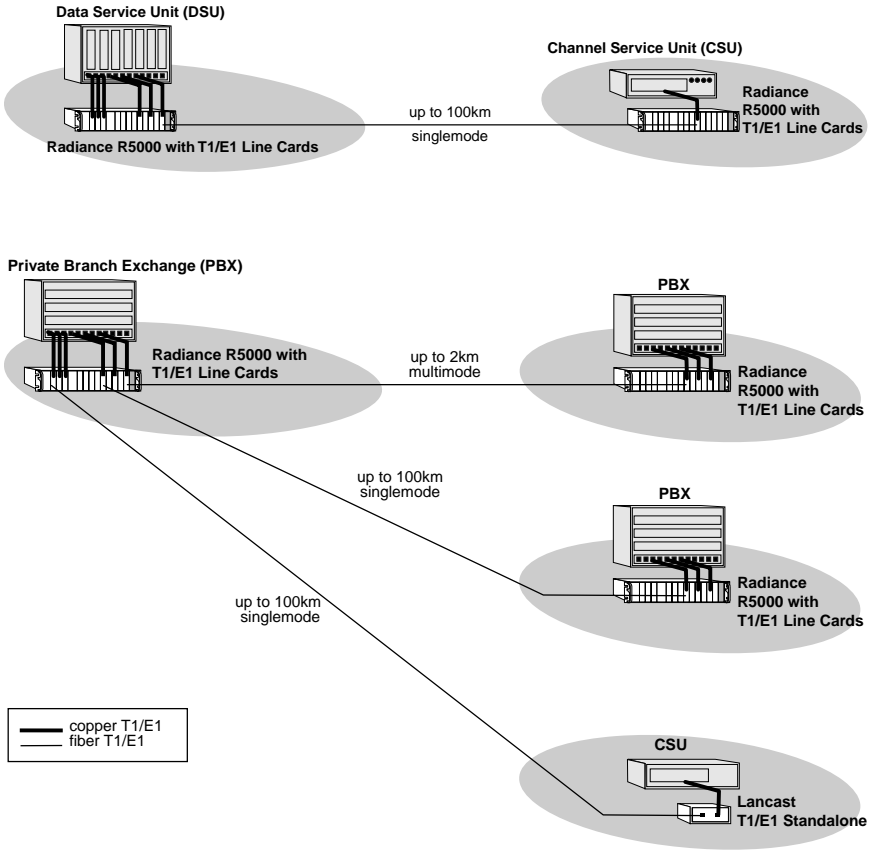 Data Service Unit (DSU)
Channel Service Unit (CSU)
Radiance
R5000 with
T1/E1 Line Cards
up to 100km
singlemode
Radiance R5000 with T1/E1 Line Cards
Private Branch Exchange (PBX)
PBX
Radiance R5000 with
T1/E1 Line Cards
up to 2km
multimode
Radiance
R5000 with
T1/E1 Line Cards
up to 100km
singlemode
PBX
Radiance
R5000 with
T1/E1 Line Cards
up to 100km
singlemode
copper T1/E1
fiber T1/E1
CSU
Lancast
T1/E1 Standalone